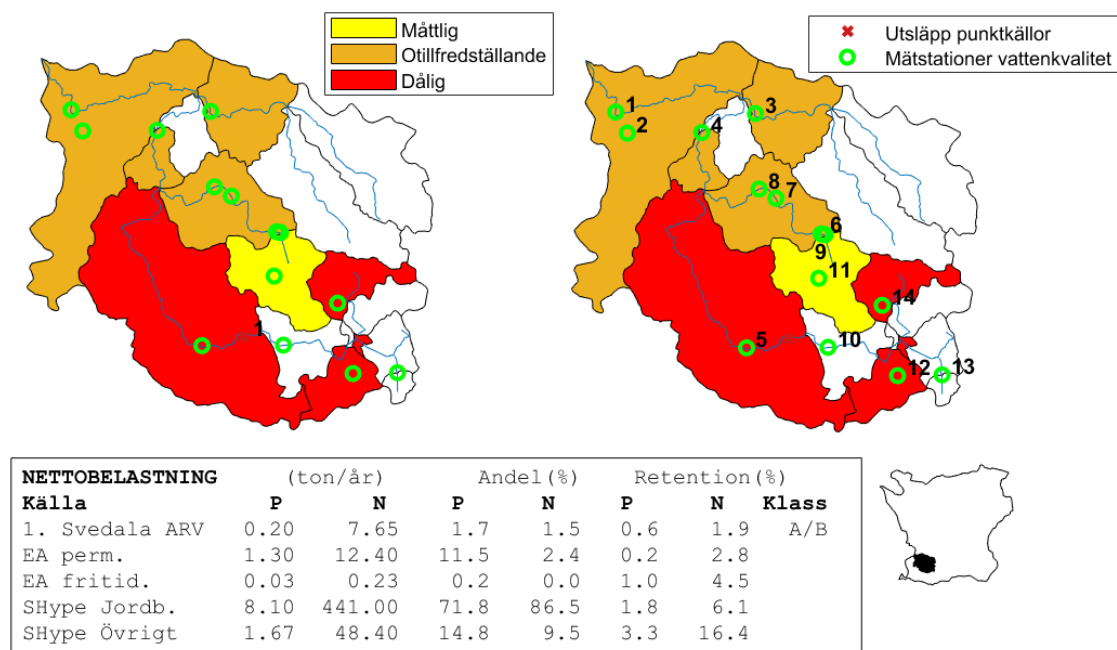 Måttlig
Otillfredställande
Dålig
Utsläpp punktkällor
Mätstationer vattenkvalitet
1
1
2
3
4
8
7
6
9
11
14
5
10
12
13
NETTOBELASTNING (ton/år) Andel(%) Retention(%)
Källa P N P N P N Klass
1. Svedala ARV 0.20 7.65 1.7 1.5 0.6 1.9 A/B
EA perm. 1.30 12.40 11.5 2.4 0.2 2.8
EA fritid. 0.03 0.23 0.2 0.0 1.0 4.5
SHype Jordb. 8.10 441.00 71.8 86.5 1.8 6.1
SHype Övrigt 1.67 48.40 14.8 9.5 3.3 16.4